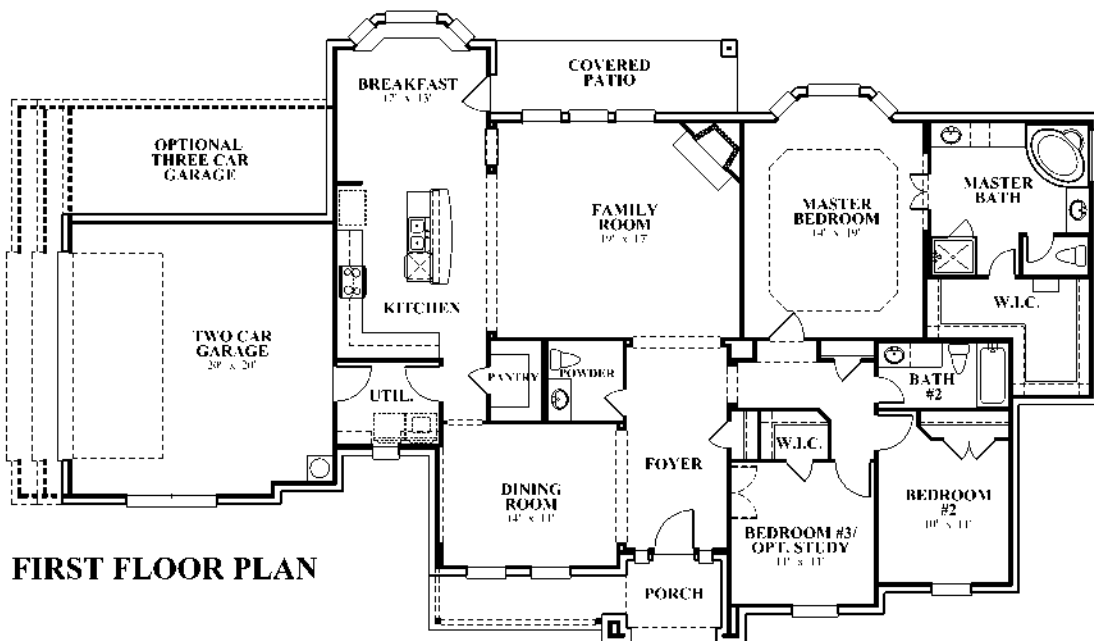 COVERED
PATIO
BREAKFAST
12' x 13'
OPTIONAL
THREE CAR
GARAGE
MASTER
BATH
FAMILY
ROOM
19' x 17'
MASTER
BEDROOM
14' x 19'
KITCHEN
W.I.C.
TWO CAR
GARAGE
20' x 20'
PANTRY
POWDER
BATH
#2
UTIL.
W.I.C.
FOYER
DINING
ROOM
14' x 11'
BEDROOM
#2
10' x 11'
BEDROOM #3/
OPT. STUDY
11' x 11'
FIRST FLOOR PLAN
PORCH